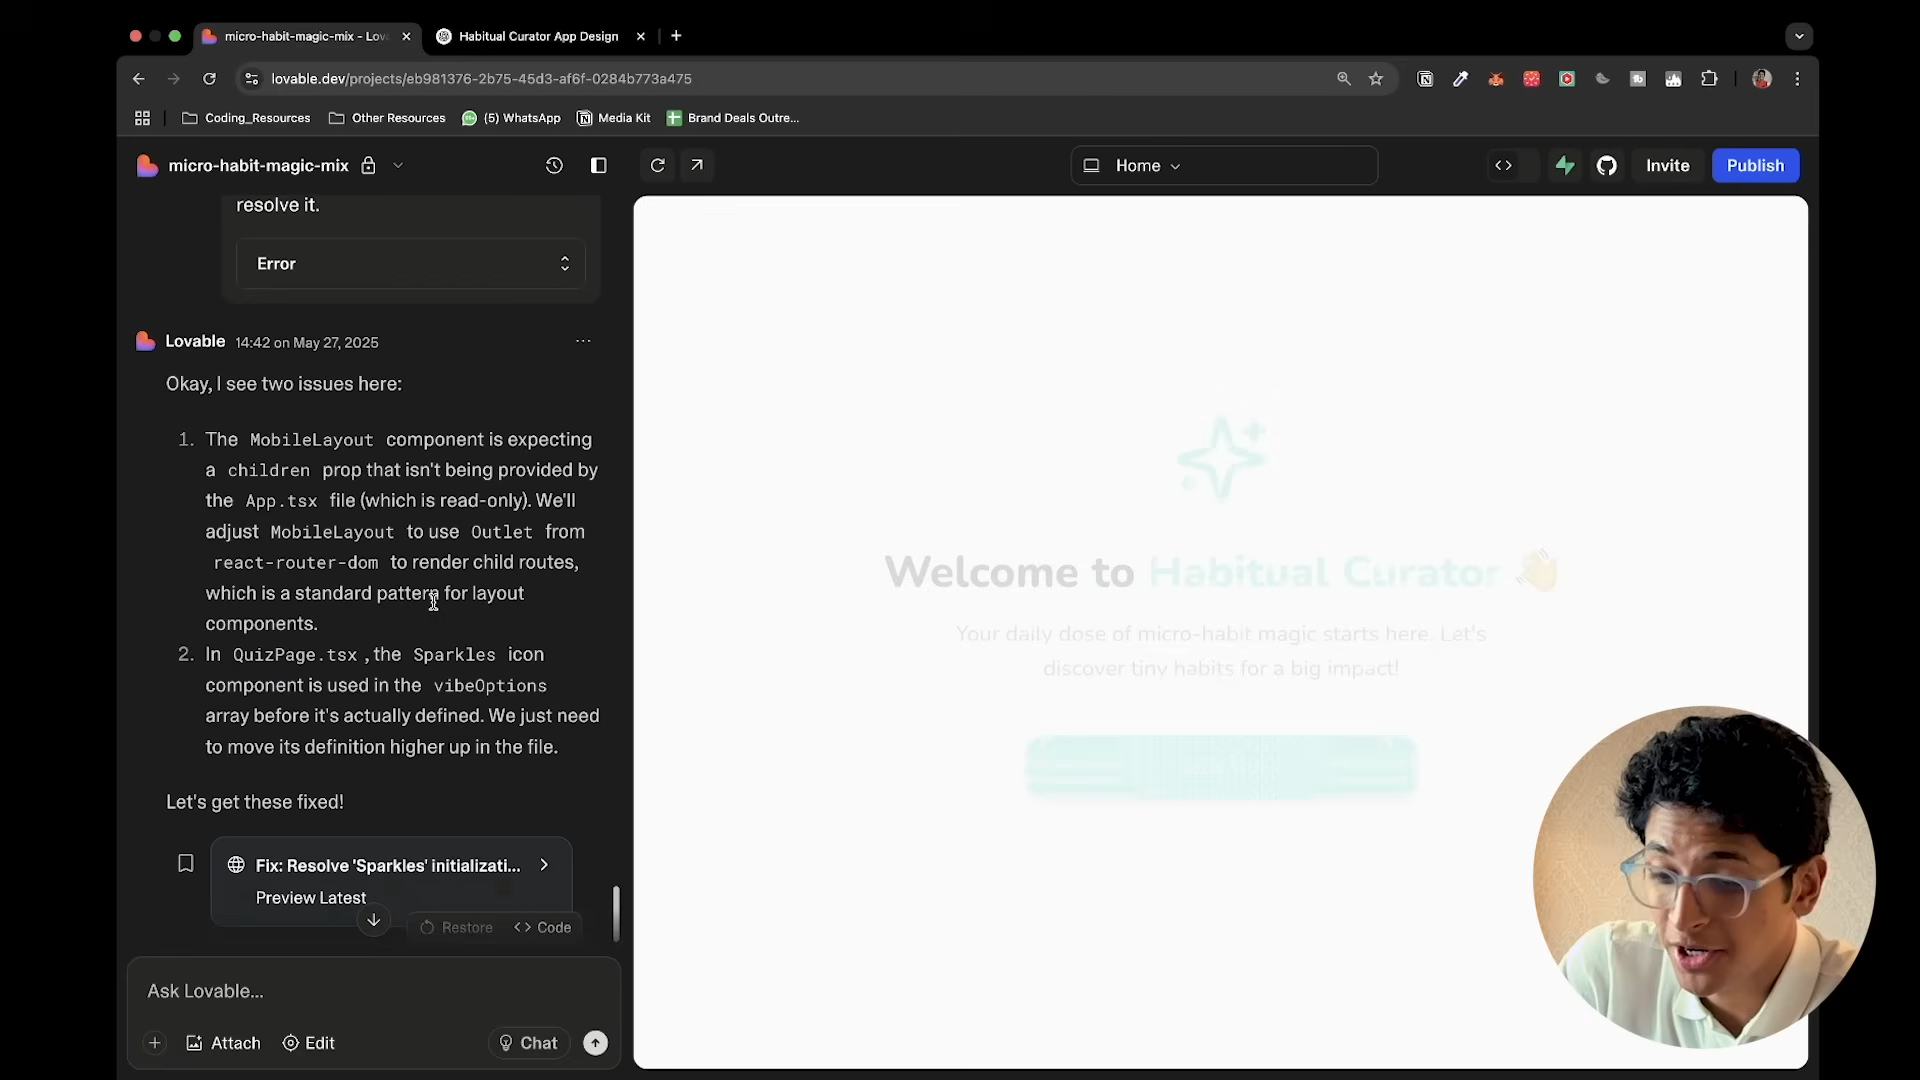 micro-habit-magic-mix - Lov
Habitual Curator App Design
lovable.dev/projects/eb981376-2b75-45d3-af6f-0284b773a475
Coding_Resources
Other Resources
(5) WhatsApp
Media Kit
Brand Deals Outre...
micro-habit-magic-mix
Home
Invite
Publish
resolve it.
Error
Lovable 14:42 on May 27, 2025
Okay, I see two issues here:
1. The MobileLayout component is expecting
a children prop that isn't being provided by
the App.tsx file (which is read-only). We'll
adjust MobileLayout to use Outlet from
react-router-dom to render child routes,
which is a standard pattern for layout
components.
2. In QuizPage.tsx , the Sparkles icon
component is used in the vibeOptions
array before it's actually defined. We just need
to move its definition higher up in the file.
Let's get these fixed!
Fix: Resolve 'Sparkles' initializati...
Preview Latest
Restore
Code
Ask Lovable...
Attach
Edit
Chat
Welcome to Habitual Curator 👋
Your daily dose of micro-habit magic starts here. Let's
discover tiny habits for a big impact!